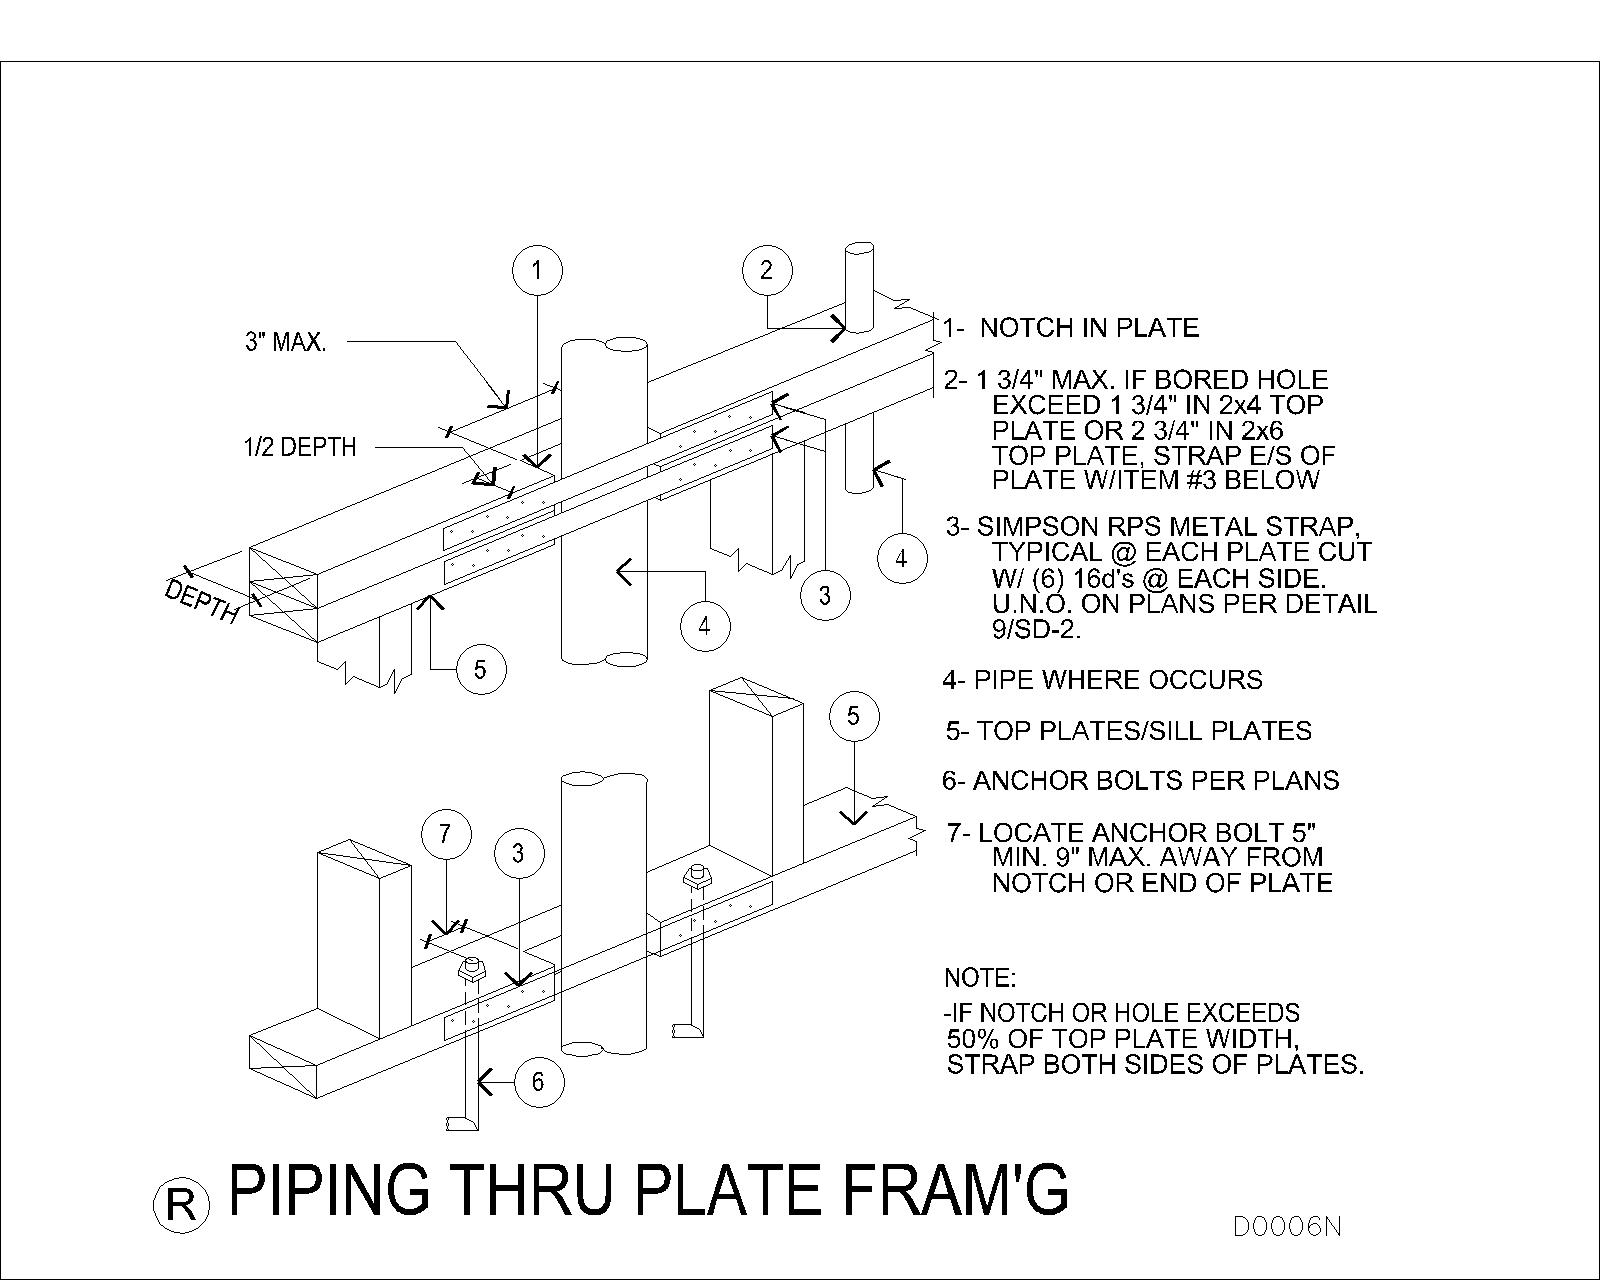 1
2
3" MAX.
1/2 DEPTH
DEPTH
4
3
4
5
5
7
3
6
1- NOTCH IN PLATE
2- 1 3/4" MAX. IF BORED HOLE
EXCEED 1 3/4" IN 2x4 TOP
PLATE OR 2 3/4" IN 2x6
TOP PLATE, STRAP E/S OF
PLATE W/ITEM #3 BELOW
3- SIMPSON RPS METAL STRAP,
TYPICAL @ EACH PLATE CUT
W/ (6) 16d's @ EACH SIDE.
U.N.O. ON PLANS PER DETAIL
9/SD-2.
4- PIPE WHERE OCCURS
5- TOP PLATES/SILL PLATES
6- ANCHOR BOLTS PER PLANS
7- LOCATE ANCHOR BOLT 5"
MIN. 9" MAX. AWAY FROM
NOTCH OR END OF PLATE
NOTE:
-IF NOTCH OR HOLE EXCEEDS
50% OF TOP PLATE WIDTH,
STRAP BOTH SIDES OF PLATES.
R PIPING THRU PLATE FRAM'G
D0006N